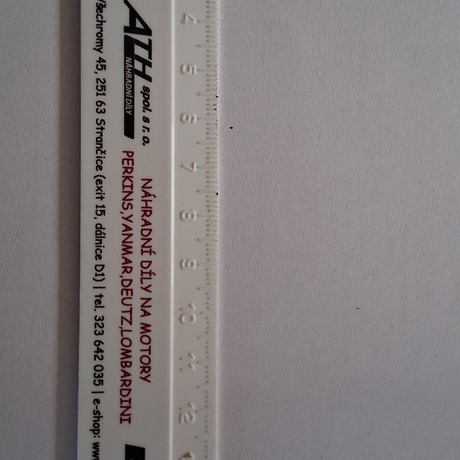 ATH spol. s r.o.
NÁHRADNÍ DÍLY
NÁHRADNÍ DÍLY NA MOTORY
PERKINS,YANMAR,DEUTZ,LOMBARDINI
Všechromy 45, 251 63 Strančice (exit 15, dálnice D1) | tel. 323 642 035 | e-shop: www
4 5 6 7 8 9 10 11 12